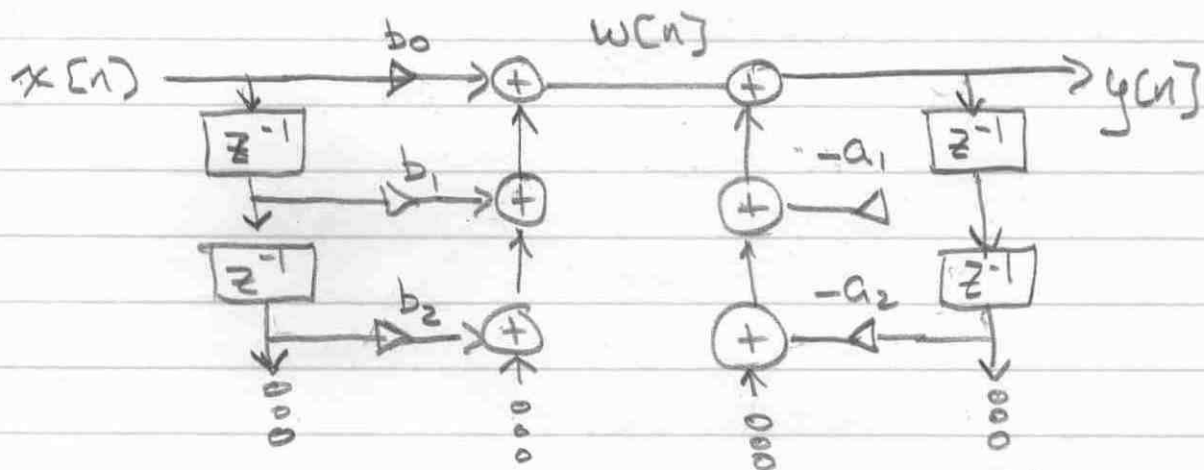 b₀ w[n]
x[n] + + y[n]
z⁻¹ b₁ + + -a₁ z⁻¹
z⁻¹ b₂ + + -a₂ z⁻¹